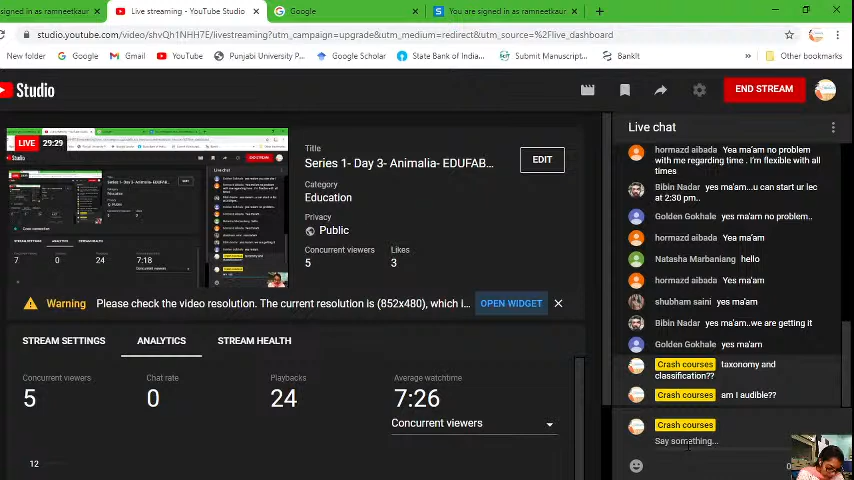 signed in as rameetkaur
Live streaming - YouTube Studio
Google
You are signed in as ramneetkur
studio.youtube.com/video/shvQh1NHH7E/livestreaming?utm_campaign=upgrade&utm_medium=redirect&utm_source=%2Flive_dashboard
New folder Google Gmail YouTube Punjabi University P... Google Scholar State Bank of Indi... Submit Manuscript... BankIt » Other bookmarks
Studio
END STREAM
LIVE 29:29
Title
Series 1- Day 3- Animalia- EDUFAB...
EDIT
Category
Education
Privacy
Public
Concurrent viewers Likes
5 3
Warning Please check the video resolution. The current resolution is (852x480), which i... OPEN WIDGET
STREAM SETTINGS ANALYTICS STREAM HEALTH
Concurrent viewers Chat rate Playbacks Average watchtime
5 0 24 7:26
Concurrent viewers
12
Live chat
hormazd aibada Yea ma'am no problem
with me regarding time . I'm flexible with all
times
Bibin Nadar yes ma'am...u can start ur lec
at 2:30 pm..
Golden Gokhale yes ma'am no problem..
hormazd aibada Yea ma'am
Natasha Marbaniang hello
hormazd aibada Yes ma'am
shubham saini yes ma'am
Bibin Nadar yes ma'am..we are getting it
Golden Gokhale yes ma'am
Crash courses taxonomy and
classification??
Crash courses am I audible??
Crash courses
Say something...